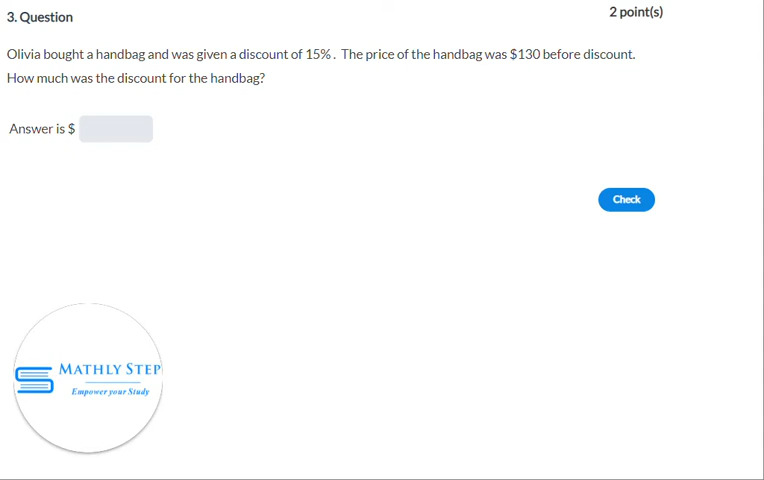 3. Question
2 point(s)
Olivia bought a handbag and was given a discount of 15% . The price of the handbag was $130 before discount.
How much was the discount for the handbag?
Answer is $
Check
MATHLY STEP
Empower your Study